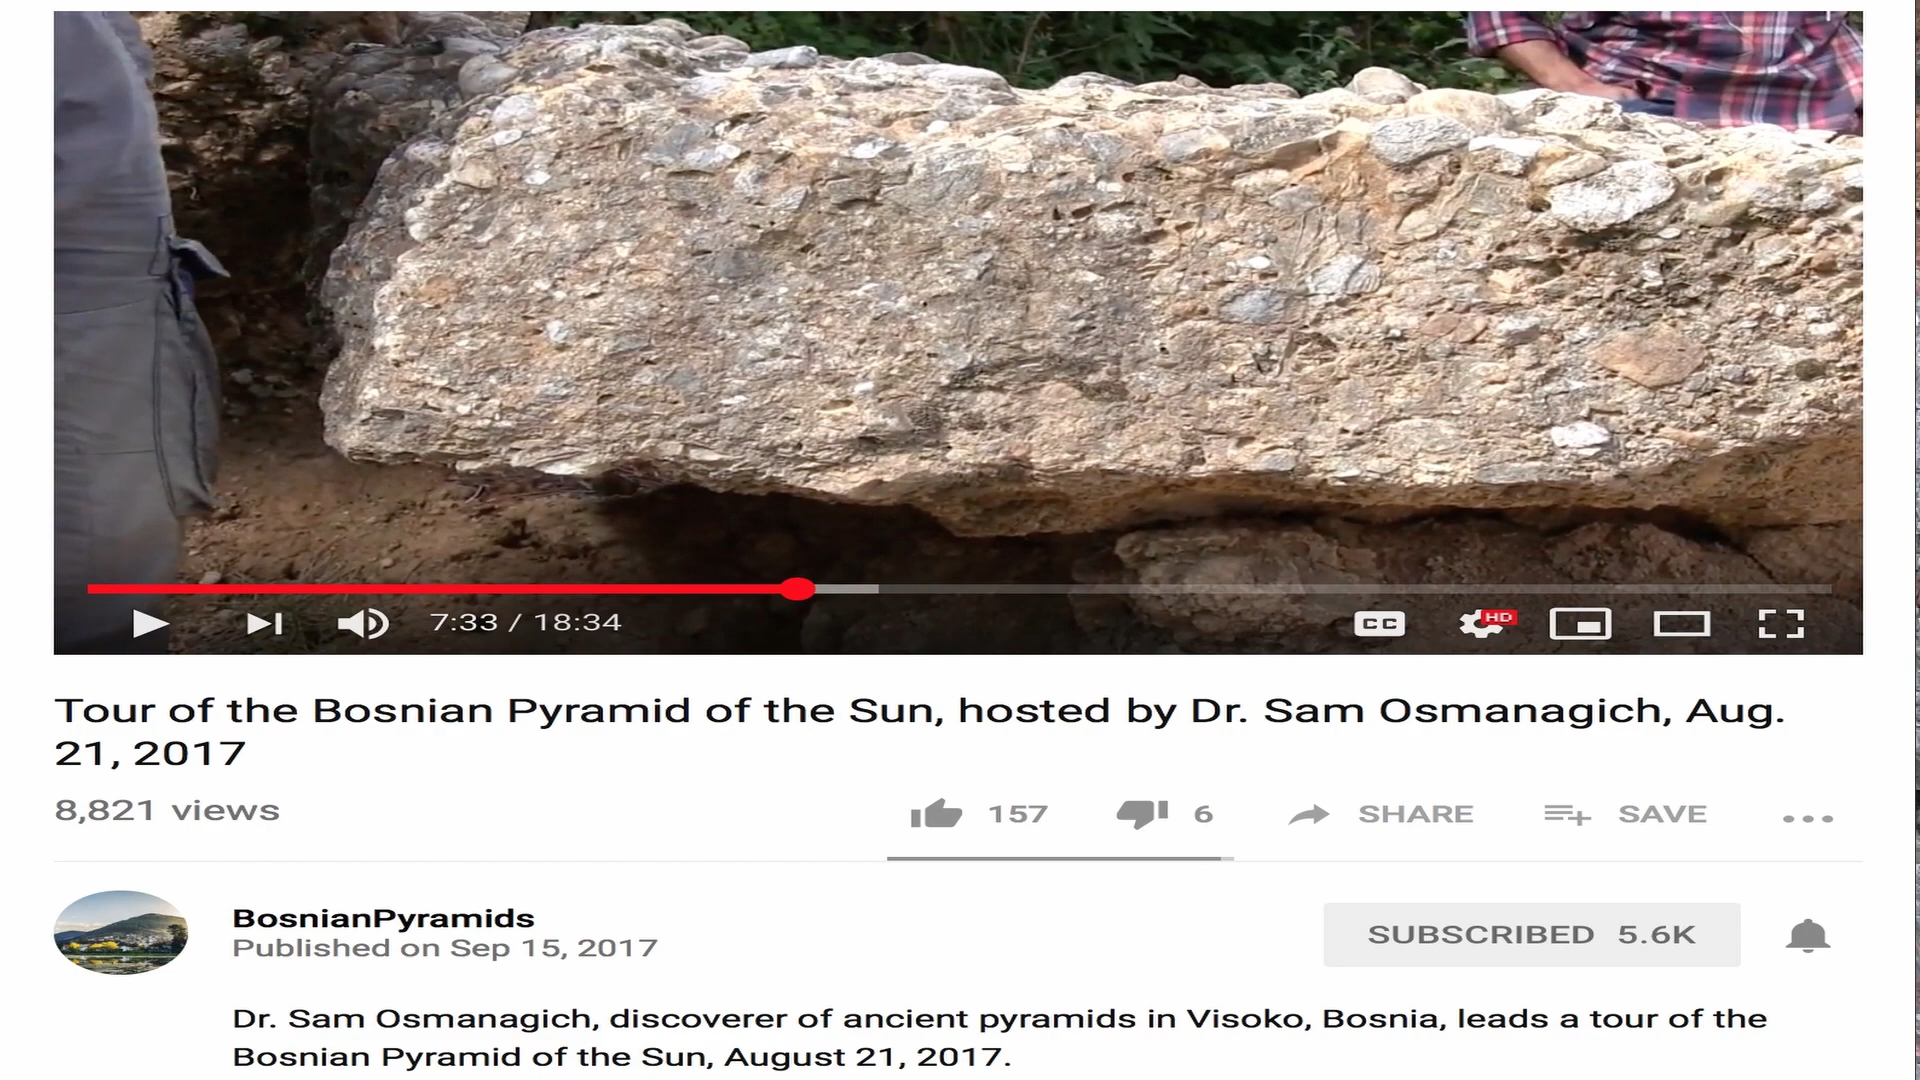 7:33 / 18:34
CC
HD
Tour of the Bosnian Pyramid of the Sun, hosted by Dr. Sam Osmanagich, Aug.
21, 2017
8,821 views
157
6
SHARE
SAVE
BosnianPyramids
Published on Sep 15, 2017
SUBSCRIBED 5.6K
Dr. Sam Osmanagich, discoverer of ancient pyramids in Visoko, Bosnia, leads a tour of the
Bosnian Pyramid of the Sun, August 21, 2017.